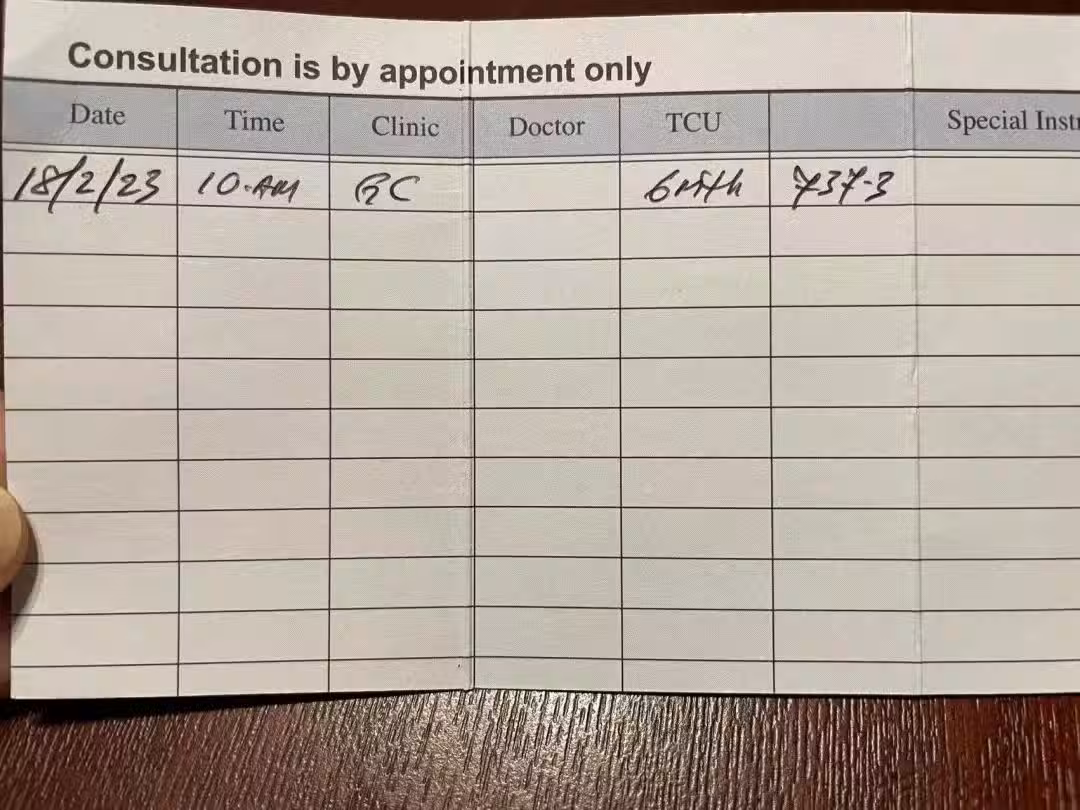 Consultation is by appointment only
Date Time Clinic Doctor TCU Special Instr
18/2/23 10.AM 6mth 737-3